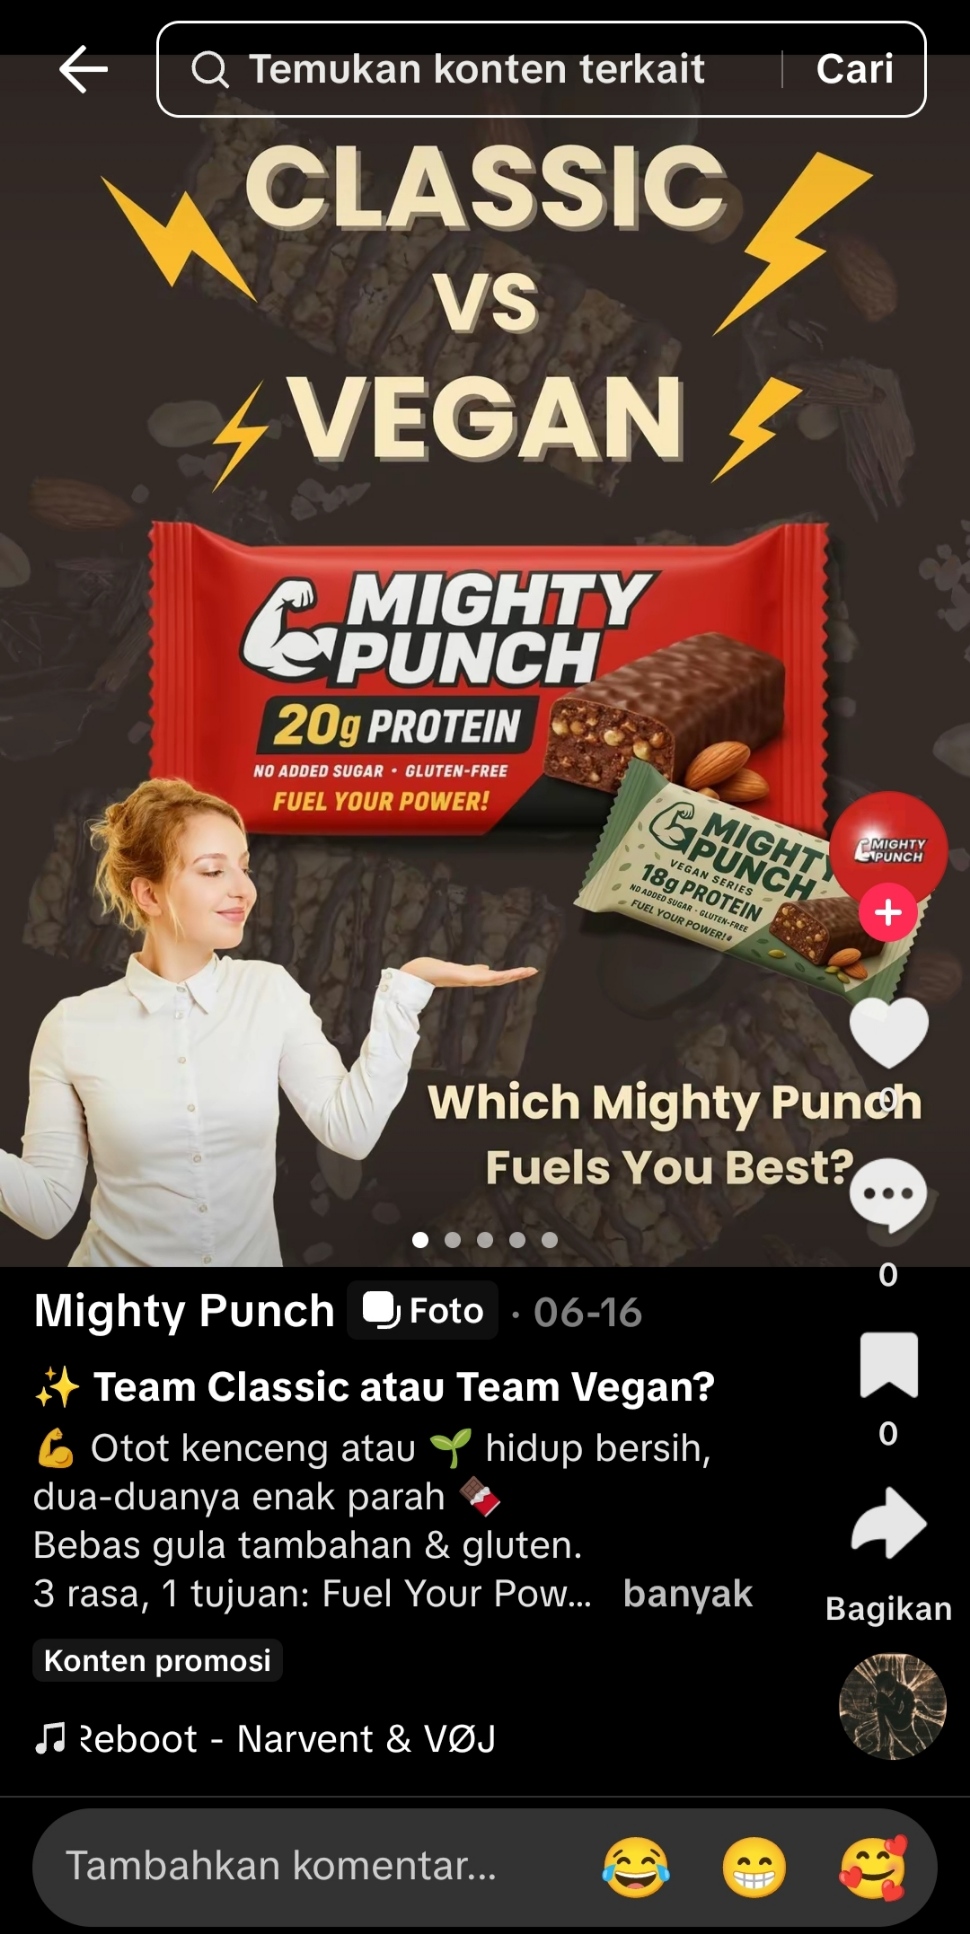 Temukan konten terkait
Cari
CLASSIC
VS
VEGAN
MIGHTY
PUNCH
20g PROTEIN
NO ADDED SUGAR • GLUTEN-FREE
FUEL YOUR POWER!
MIGHTY
PUNCH
VEGAN SERIES
18g PROTEIN
NO ADDED SUGAR • GLUTEN-FREE
FUEL YOUR POWER!
MIGHTY
PUNCH
Which Mighty Punch
Fuels You Best?
0
0
0
Bagikan
Mighty Punch Foto · 06-16
✨ Team Classic atau Team Vegan?
💪 Otot kenceng atau 🌱 hidup bersih,
dua-duanya enak parah 🍫
Bebas gula tambahan & gluten.
3 rasa, 1 tujuan: Fuel Your Pow... banyak
Konten promosi
Reboot - Narvent & VØJ
Tambahkan komentar... 😂 😁 🥰